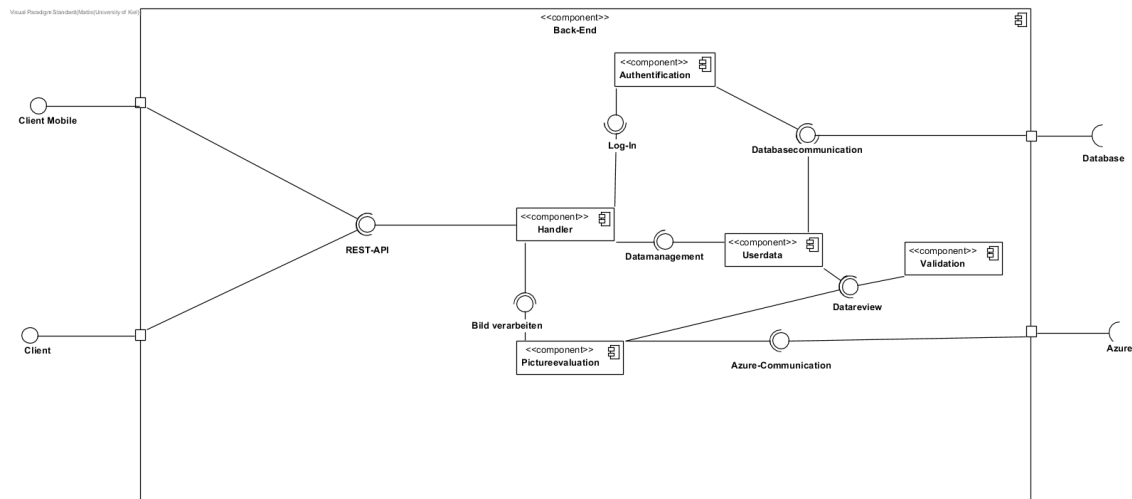 Visual Paradigm Standard(Mattis(University of Kiel))
<<component>>
Back-End
<<component>>
Authentification
Client Mobile
Log-In
Databasecommunication
Database
<<component>>
Handler
REST-API
Datamanagement
<<component>>
Userdata
<<component>>
Validation
Datareview
Bild verarbeiten
<<component>>
Pictureevaluation
Client
Azure-Communication
Azure